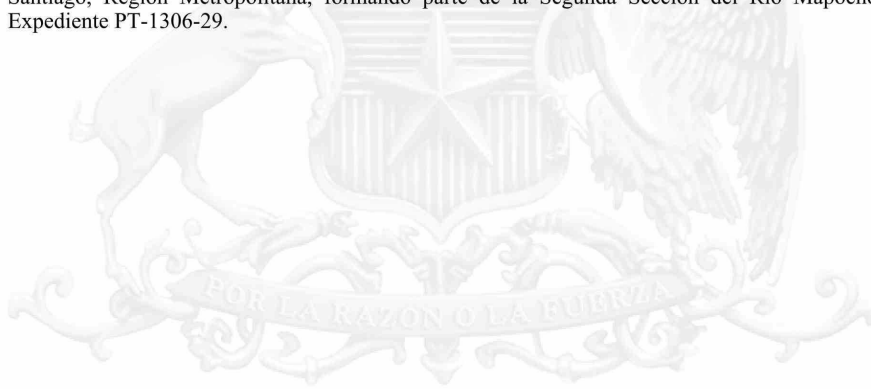 Santiago, Región Metropolitana, formando parte de la Segunda Sección del Río Mapocho
Expediente PT-1306-29.
POR LA RAZON O LA FUERZA